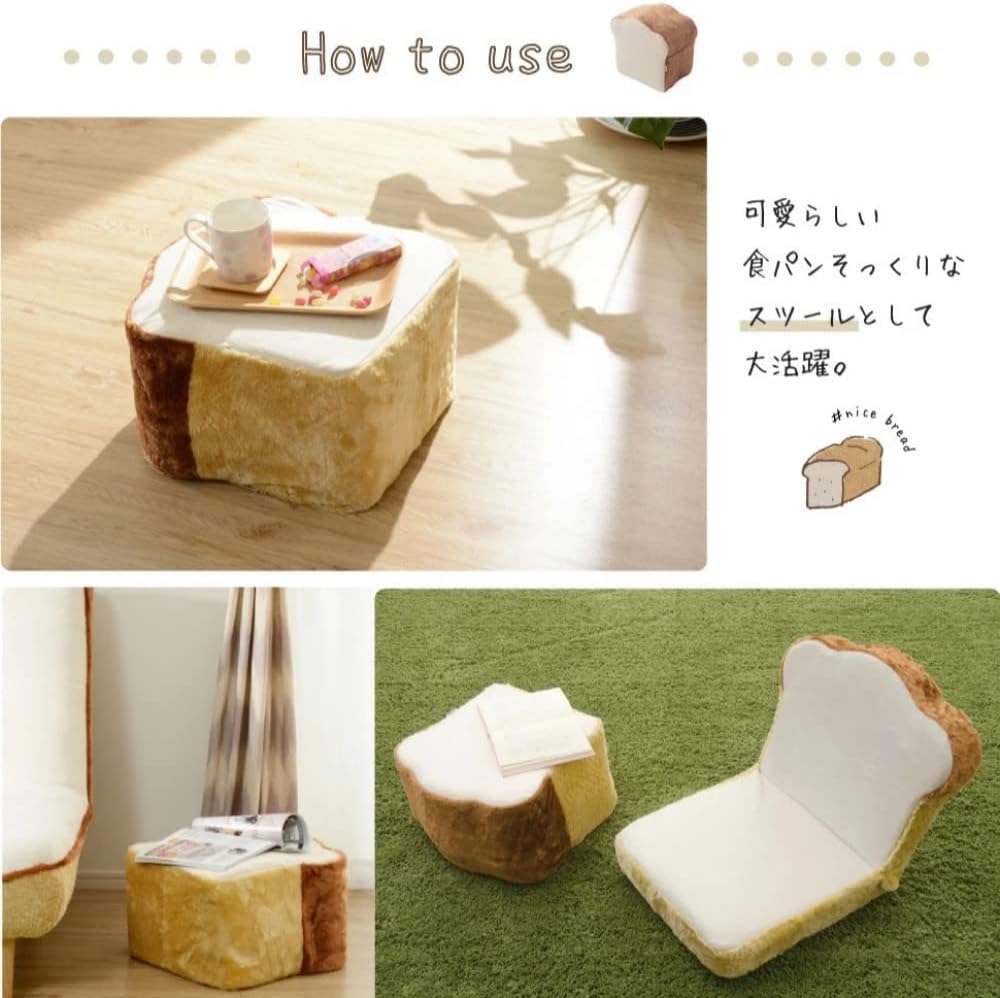 How to use
可愛らしい
食パンそっくりな
スツールとして
大活躍。
#nice bread